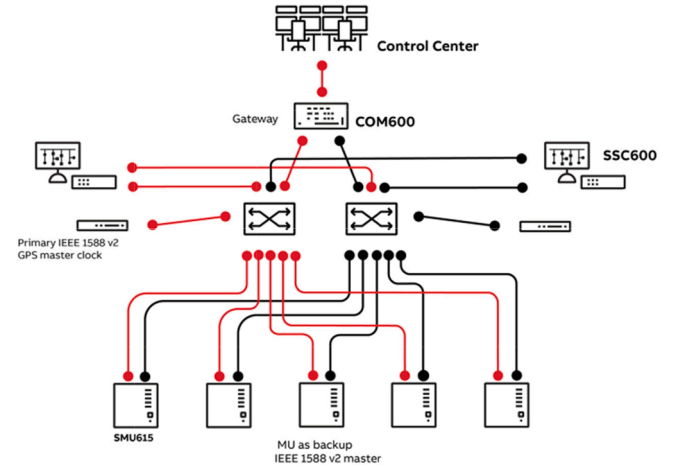 Control Center
Gateway
COM600
SSC600
Primary IEEE 1588 v2
GPS master clock
SMU615
MU as backup
IEEE 1588 v2 master